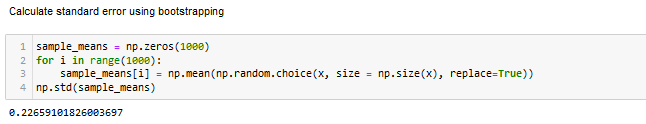 Calculate standard error using bootstrapping
1 sample_means = np.zeros(1000)
2 for i in range(1000):
3     sample_means[i] = np.mean(np.random.choice(x, size = np.size(x), replace=True))
4 np.std(sample_means)
0.22659101826003697